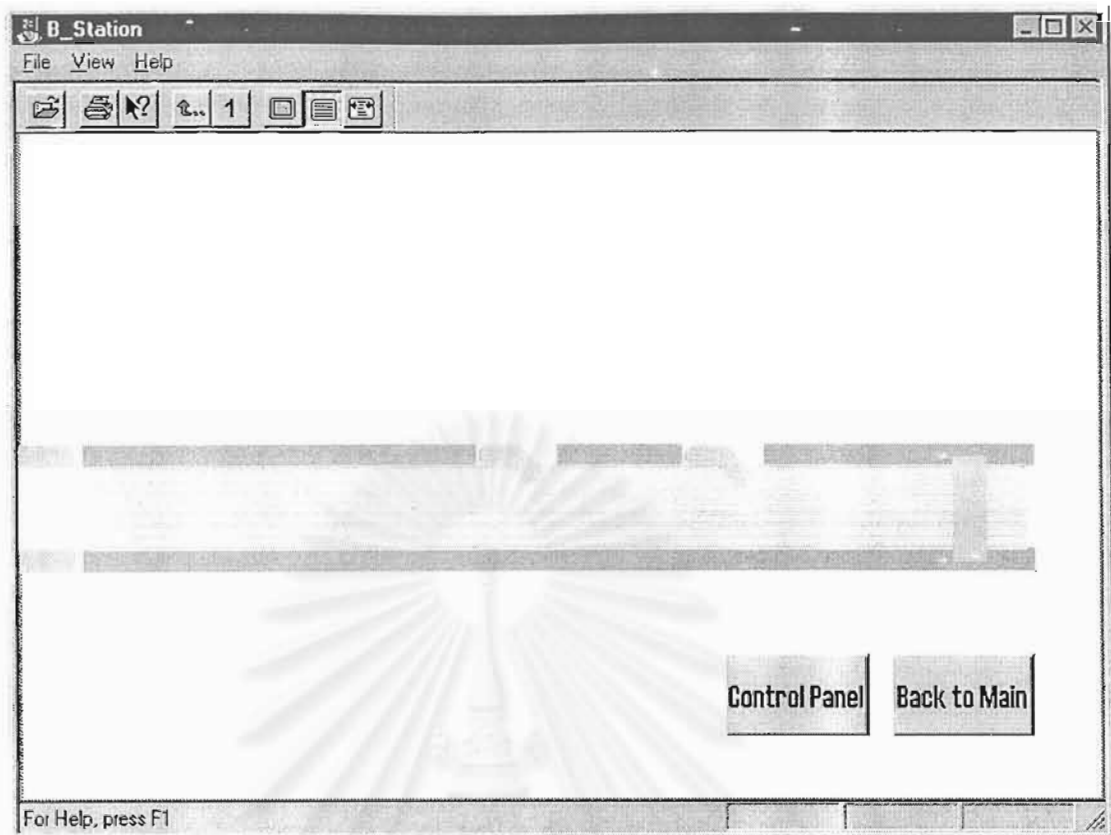 B_Station
File View Help
1
Control Panel Back to Main
For Help, press F1